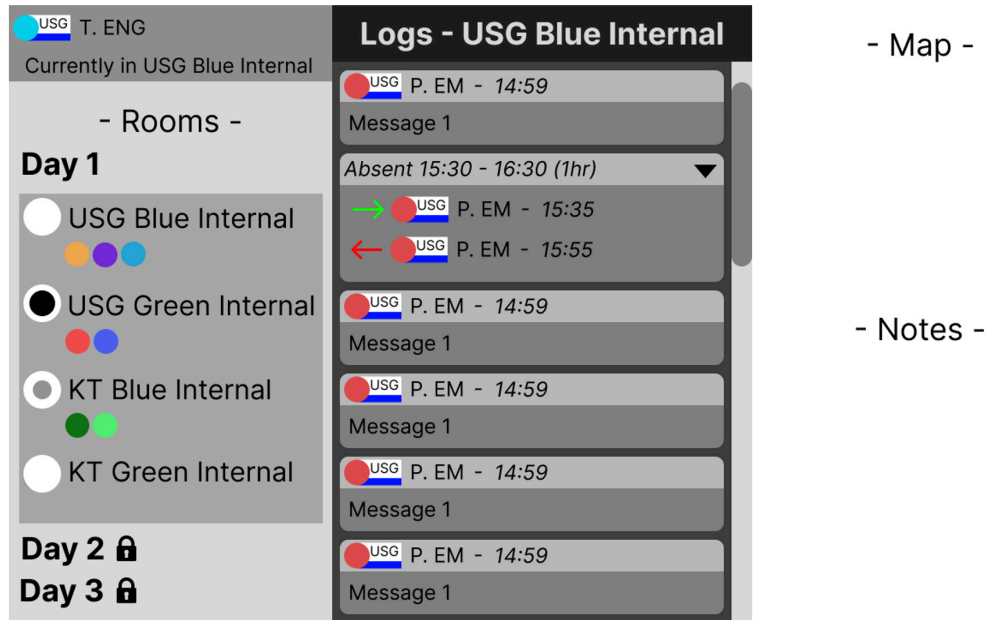 USG T. ENG
Currently in USG Blue Internal
- Rooms -
Day 1
USG Blue Internal
USG Green Internal
KT Blue Internal
KT Green Internal
Day 2
Day 3
Logs - USG Blue Internal
USG P. EM - 14:59
Message 1
Absent 15:30 - 16:30 (1hr)
USG P. EM - 15:35
USG P. EM - 15:55
USG P. EM - 14:59
Message 1
USG P. EM - 14:59
Message 1
USG P. EM - 14:59
Message 1
USG P. EM - 14:59
Message 1
- Map -
- Notes -